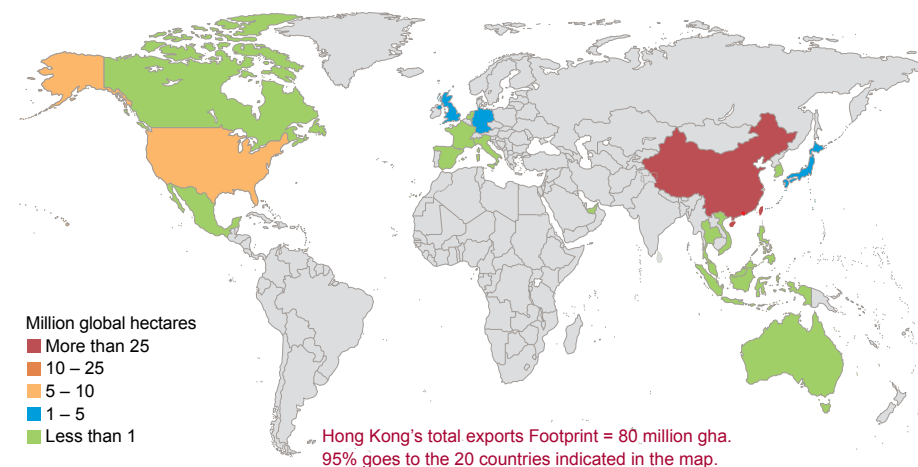 Million global hectares
More than 25
10 – 25
5 – 10
1 – 5
Less than 1
Hong Kong's total exports Footprint = 80 million gha.
95% goes to the 20 countries indicated in the map.